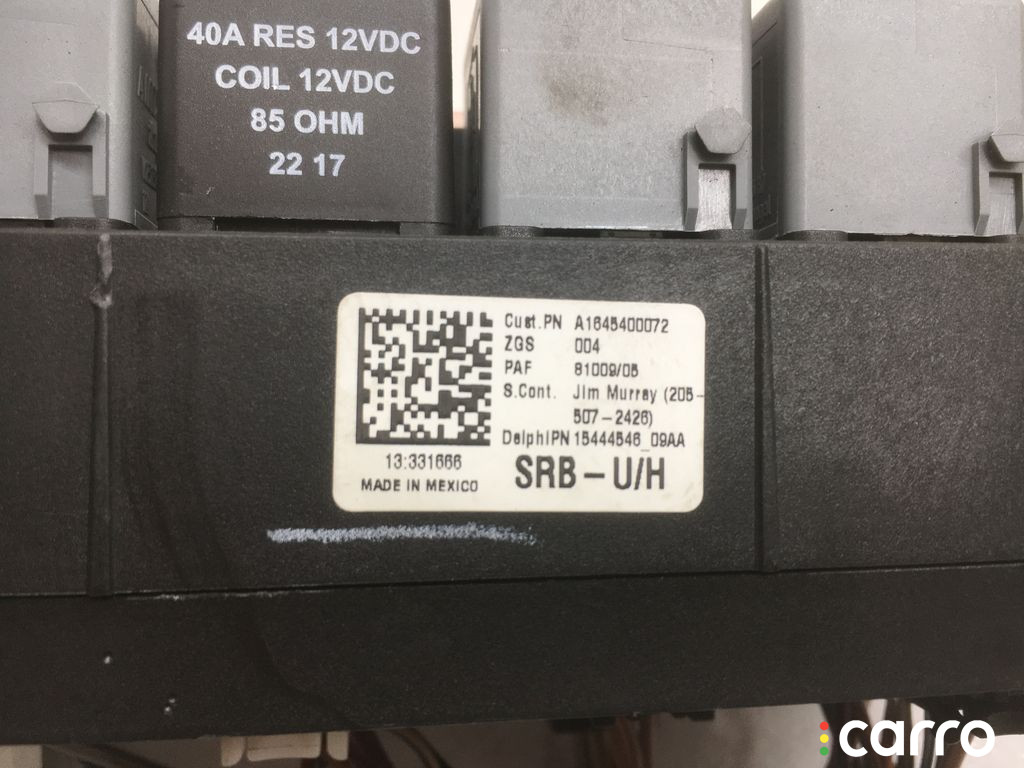 40A RES 12VDC
COIL 12VDC
85 OHM
22 17
Cust.PN A1645400072
ZGS 004
PAF 81009/05
S.Cont. Jim Murray (205-
507-2426)
DelphiPN 15444546_09AA
13:331666
MADE IN MEXICO
SRB-U/H
carro